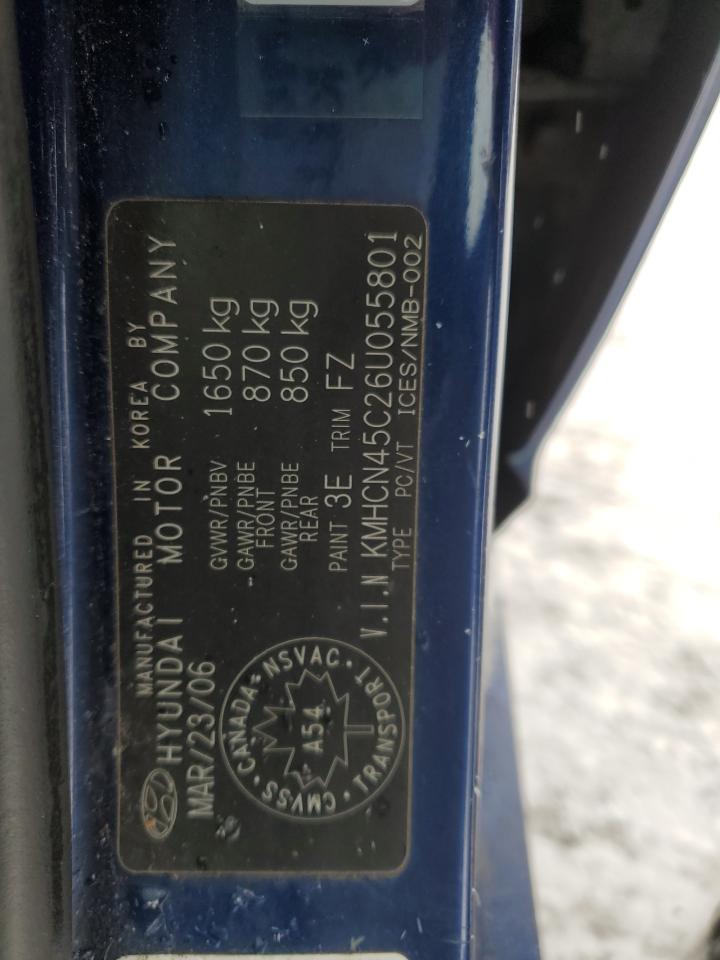 MANUFACTURED IN KOREA BY
HYUNDAI MOTOR COMPANY
MAR/23/06
GVWR/PNBV 1650 kg
GAWR/PNBE FRONT 870 kg
GAWR/PNBE REAR 850 kg
PAINT 3E TRIM FZ
V.I.N KMHCN45C26U055801
TYPE PC/VT ICES/NMB-002
CANADA • NSVAC • TRANSPORT • CMVSS •
A54